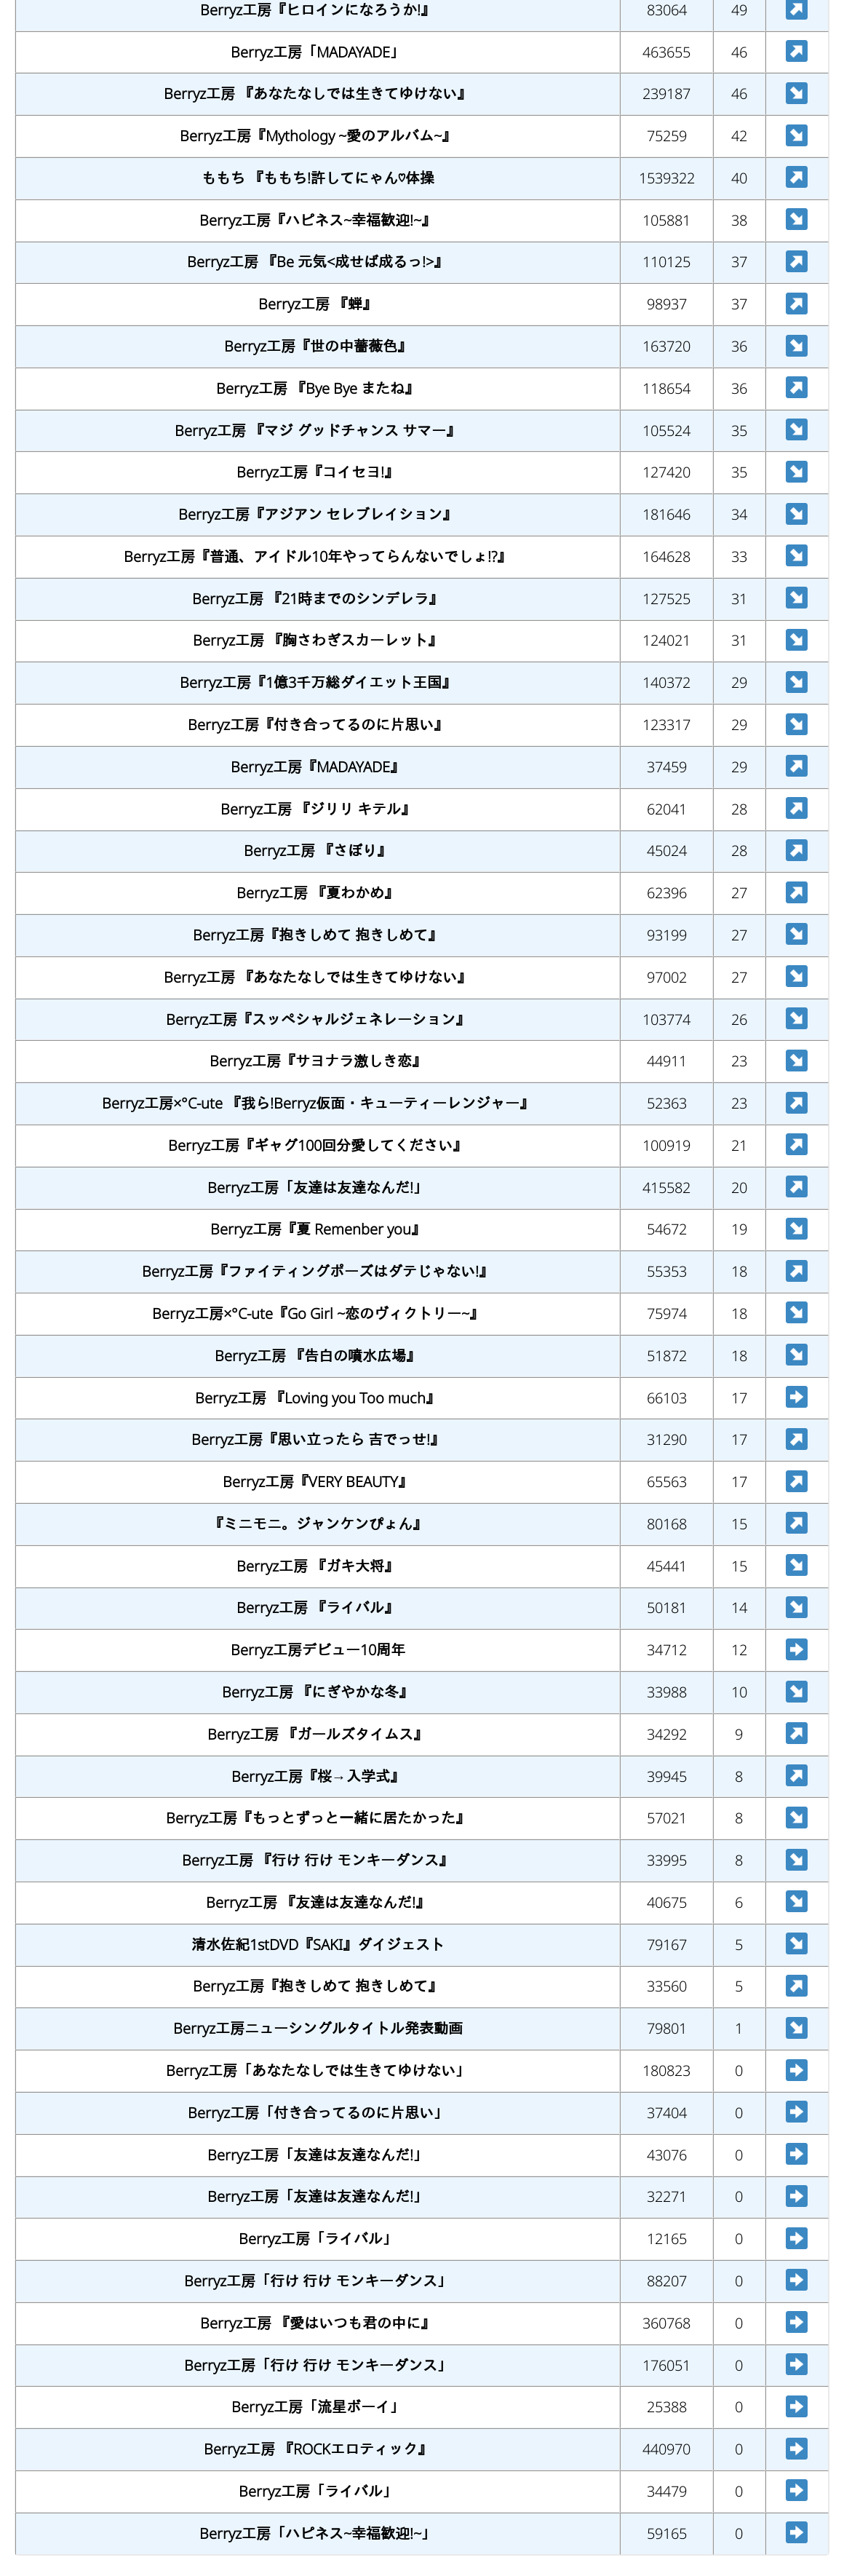 Berryz工房『ヒロインになろうか!』 83064 49 ↗
Berryz工房「MADAYADE」 463655 46 ↗
Berryz工房 『あなたなしでは生きてゆけない』 239187 46 ↘
Berryz工房『Mythology ~愛のアルバム~』 75259 42 ↘
ももち 『ももち!許してにゃん♡体操 1539322 40 ↗
Berryz工房『ハピネス~幸福歓迎!~』 105881 38 ↘
Berryz工房 『Be 元気<成せば成るっ!>』 110125 37 ↗
Berryz工房 『蝉』 98937 37 ↗
Berryz工房『世の中薔薇色』 163720 36 ↘
Berryz工房 『Bye Bye またね』 118654 36 ↗
Berryz工房 『マジ グッドチャンス サマー』 105524 35 ↘
Berryz工房『コイセヨ!』 127420 35 ↘
Berryz工房『アジアン セレブレイション』 181646 34 ↘
Berryz工房『普通、アイドル10年やってらんないでしょ!?』 164628 33 ↘
Berryz工房 『21時までのシンデレラ』 127525 31 ↘
Berryz工房 『胸さわぎスカーレット』 124021 31 ↘
Berryz工房『1億3千万総ダイエット王国』 140372 29 ↘
Berryz工房『付き合ってるのに片思い』 123317 29 ↘
Berryz工房『MADAYADE』 37459 29 ↗
Berryz工房 『ジリリ キテル』 62041 28 ↗
Berryz工房 『さぼり』 45024 28 ↗
Berryz工房 『夏わかめ』 62396 27 ↗
Berryz工房『抱きしめて 抱きしめて』 93199 27 ↘
Berryz工房 『あなたなしでは生きてゆけない』 97002 27 ↘
Berryz工房『スッペシャルジェネレーション』 103774 26 ↘
Berryz工房『サヨナラ激しき恋』 44911 23 ↘
Berryz工房×°C-ute 『我ら!Berryz仮面・キューティーレンジャー』 52363 23 ↗
Berryz工房『ギャグ100回分愛してください』 100919 21 ↗
Berryz工房「友達は友達なんだ!」 415582 20 ↗
Berryz工房『夏 Remenber you』 54672 19 ↘
Berryz工房『ファイティングポーズはダテじゃない!』 55353 18 ↗
Berryz工房×°C-ute『Go Girl ~恋のヴィクトリー~』 75974 18 ↘
Berryz工房 『告白の噴水広場』 51872 18 ↘
Berryz工房 『Loving you Too much』 66103 17 ➡
Berryz工房『思い立ったら 吉でっせ!』 31290 17 ↗
Berryz工房『VERY BEAUTY』 65563 17 ↗
『ミニモニ。ジャンケンぴょん』 80168 15 ↗
Berryz工房 『ガキ大将』 45441 15 ↘
Berryz工房 『ライバル』 50181 14 ↘
Berryz工房デビュー10周年 34712 12 ➡
Berryz工房 『にぎやかな冬』 33988 10 ↘
Berryz工房 『ガールズタイムス』 34292 9 ↗
Berryz工房『桜→入学式』 39945 8 ↗
Berryz工房『もっとずっと一緒に居たかった』 57021 8 ↘
Berryz工房 『行け 行け モンキーダンス』 33995 8 ↘
Berryz工房 『友達は友達なんだ!』 40675 6 ↘
清水佐紀1stDVD『SAKI』ダイジェスト 79167 5 ↘
Berryz工房『抱きしめて 抱きしめて』 33560 5 ↗
Berryz工房ニューシングルタイトル発表動画 79801 1 ↘
Berryz工房「あなたなしでは生きてゆけない」 180823 0 ➡
Berryz工房「付き合ってるのに片思い」 37404 0 ➡
Berryz工房「友達は友達なんだ!」 43076 0 ➡
Berryz工房「友達は友達なんだ!」 32271 0 ➡
Berryz工房「ライバル」 12165 0 ➡
Berryz工房「行け 行け モンキーダンス」 88207 0 ➡
Berryz工房 『愛はいつも君の中に』 360768 0 ➡
Berryz工房「行け 行け モンキーダンス」 176051 0 ➡
Berryz工房「流星ボーイ」 25388 0 ➡
Berryz工房 『ROCKエロティック』 440970 0 ➡
Berryz工房「ライバル」 34479 0 ➡
Berryz工房「ハピネス~幸福歓迎!~」 59165 0 ➡